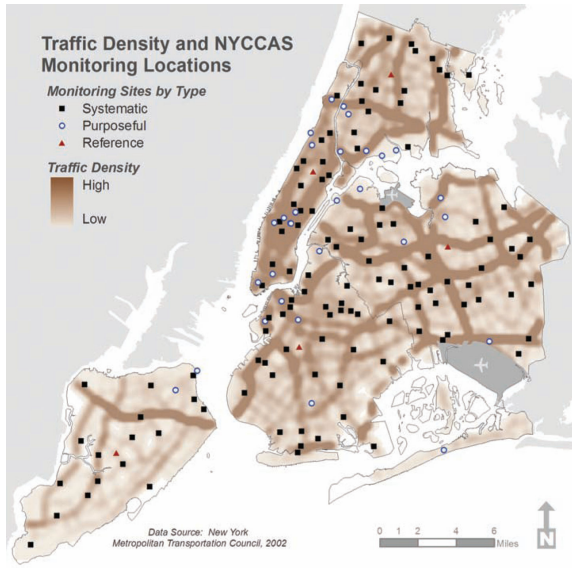 Traffic Density and NYCCAS
Monitoring Locations
Monitoring Sites by Type
Systematic
Purposeful
Reference
Traffic Density
High
Low
Data Source: New York
Metropolitan Transportation Council, 2002
0 1 2 4 6
Miles
N